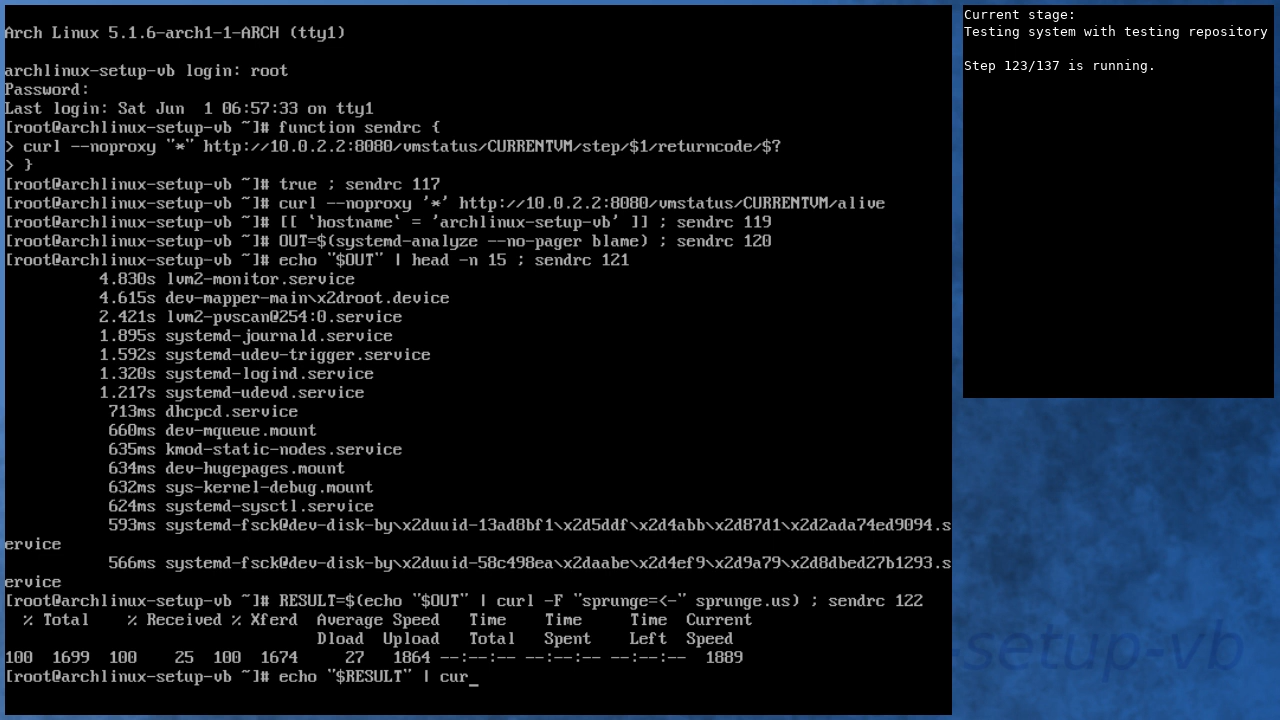 Arch Linux 5.1.6-arch1-1-ARCH (tty1)
archlinux-setup-vb login: root
Password:
Last login: Sat Jun  1 06:57:33 on tty1
[root@archlinux-setup-vb ~]# function sendrc {
> curl --noproxy "*" http://10.0.2.2:8080/vmstatus/CURRENTVM/step/$1/returncode/$?
> }
[root@archlinux-setup-vb ~]# true ; sendrc 117
[root@archlinux-setup-vb ~]# curl --noproxy '*' http://10.0.2.2:8080/vmstatus/CURRENTVM/alive
[root@archlinux-setup-vb ~]# [[ `hostname` = 'archlinux-setup-vb' ]] ; sendrc 119
[root@archlinux-setup-vb ~]# OUT=$(systemd-analyze --no-pager blame) ; sendrc 120
[root@archlinux-setup-vb ~]# echo "$OUT" | head -n 15 ; sendrc 121
4.830s lvm2-monitor.service
4.615s dev-mapper-main\x2droot.device
2.421s lvm2-pvscan@254:0.service
1.895s systemd-journald.service
1.592s systemd-udev-trigger.service
1.320s systemd-logind.service
1.217s systemd-udevd.service
713ms dhcpcd.service
660ms dev-mqueue.mount
635ms kmod-static-nodes.service
634ms dev-hugepages.mount
632ms sys-kernel-debug.mount
624ms systemd-sysctl.service
593ms systemd-fsck@dev-disk-by\x2duuid-13ad8bf1\x2d5ddf\x2d4abb\x2d87d1\x2d2ada74ed9094.s
ervice
566ms systemd-fsck@dev-disk-by\x2duuid-58c498ea\x2daabe\x2d4ef9\x2d9a79\x2d8dbed27b1293.s
ervice
[root@archlinux-setup-vb ~]# RESULT=$(echo "$OUT" | curl -F "sprunge=<-" sprunge.us) ; sendrc 122
% Total    % Received % Xferd  Average Speed   Time    Time     Time  Current
Dload  Upload   Total   Spent    Left  Speed
100  1699  100    25  100  1674     27   1864 --:--:-- --:--:-- --:--:--  1889
[root@archlinux-setup-vb ~]# echo "$RESULT" | cur_
Current stage:
Testing system with testing repository
Step 123/137 is running.
-setup-vb